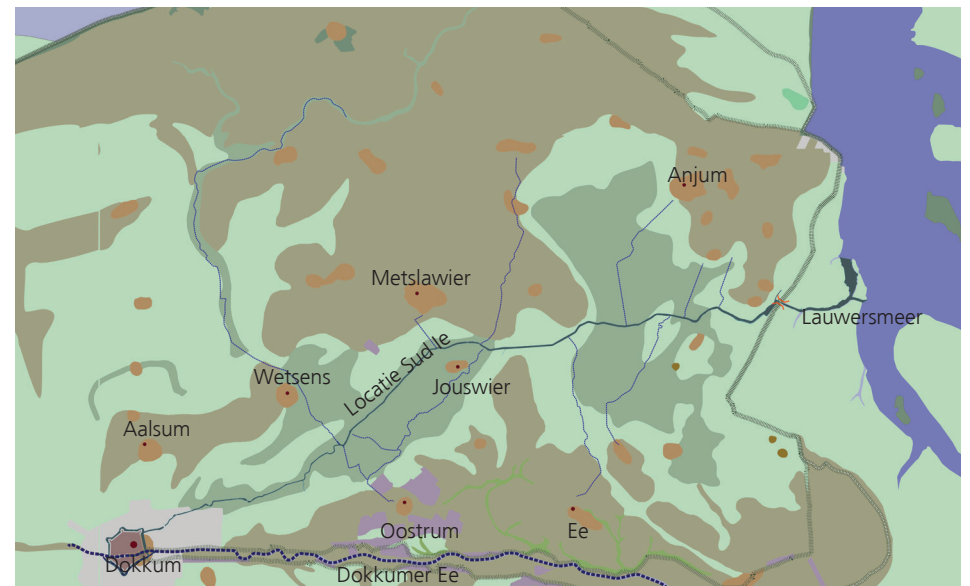 Anjum
Metslawier
Lauwersmeer
Locatie Sud Ie
Jouswier
Wetsens
Aalsum
Oostrum
Ee
Dokkum
Dokkumer Ee